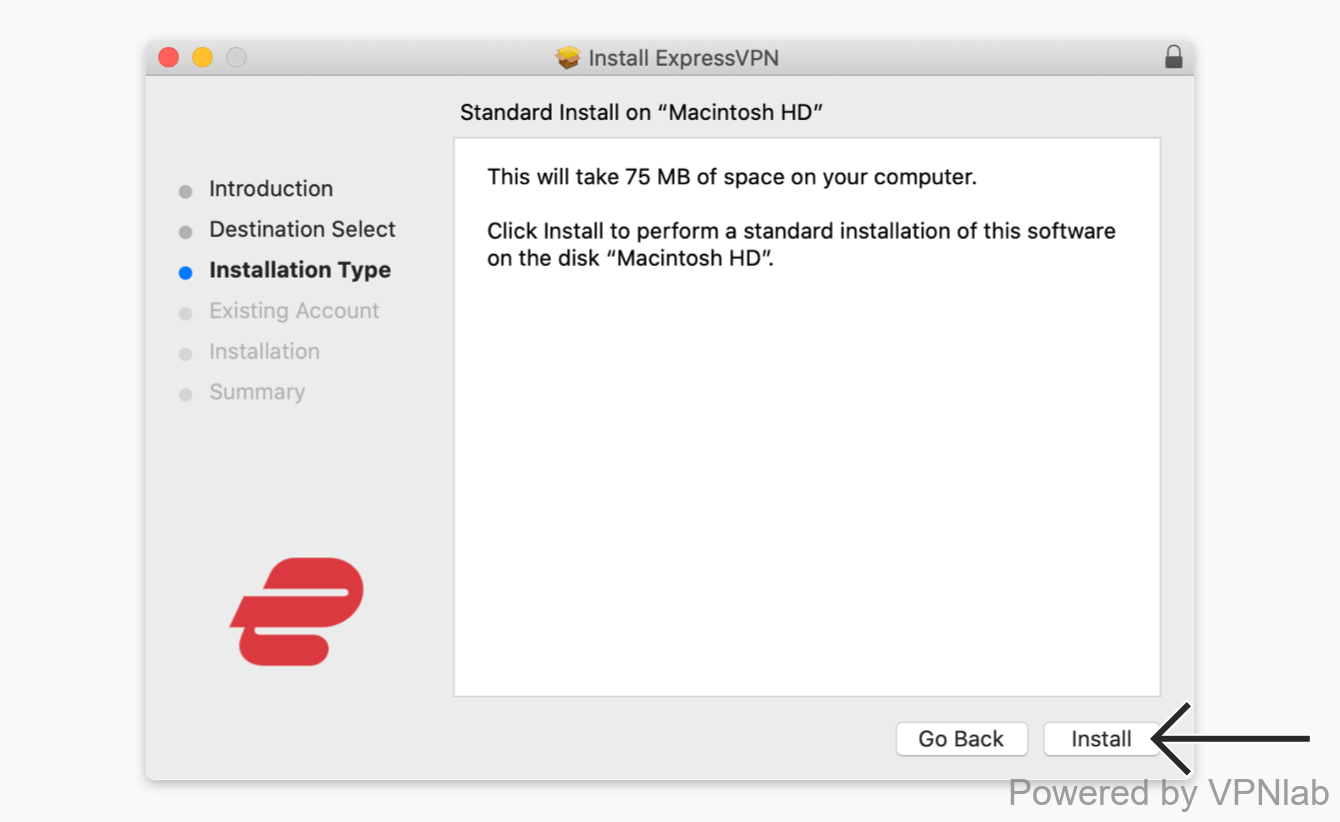 Install ExpressVPN
Standard Install on “Macintosh HD”
Introduction
Destination Select
Installation Type
Existing Account
Installation
Summary
This will take 75 MB of space on your computer.
Click Install to perform a standard installation of this software
on the disk “Macintosh HD”.
Go Back
Install
Powered by VPNlab